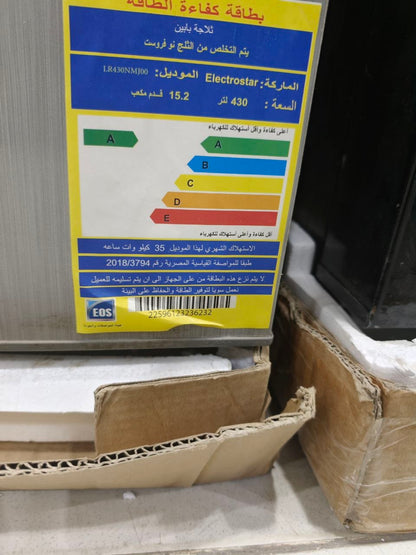 بطاقة كفاءة الطاقة
ثلاجة بابين
يتم التخلص من الثلج نو فروست
الماركة: Electrostar الموديل: LR430NMJ00
السعة : 430 لتر 15.2 قدم مكعب
أعلى كفاءة وأقل استهلاك للكهرباء
A A
B
C
D
E
أقل كفاءة وأعلى استهلاك للكهرباء
الاستهلاك الشهري لهذا الموديل 35 كيلو وات ساعه
طبقا للمواصفة القياسية المصرية رقم 2018/3794
لا يتم نزع هذه البطاقة من على الجهاز الى ان يتم تسليمه للعميل
نحمل سويا لتوفير الطاقة والحفاظ على البيئة
EOS
22596123236232